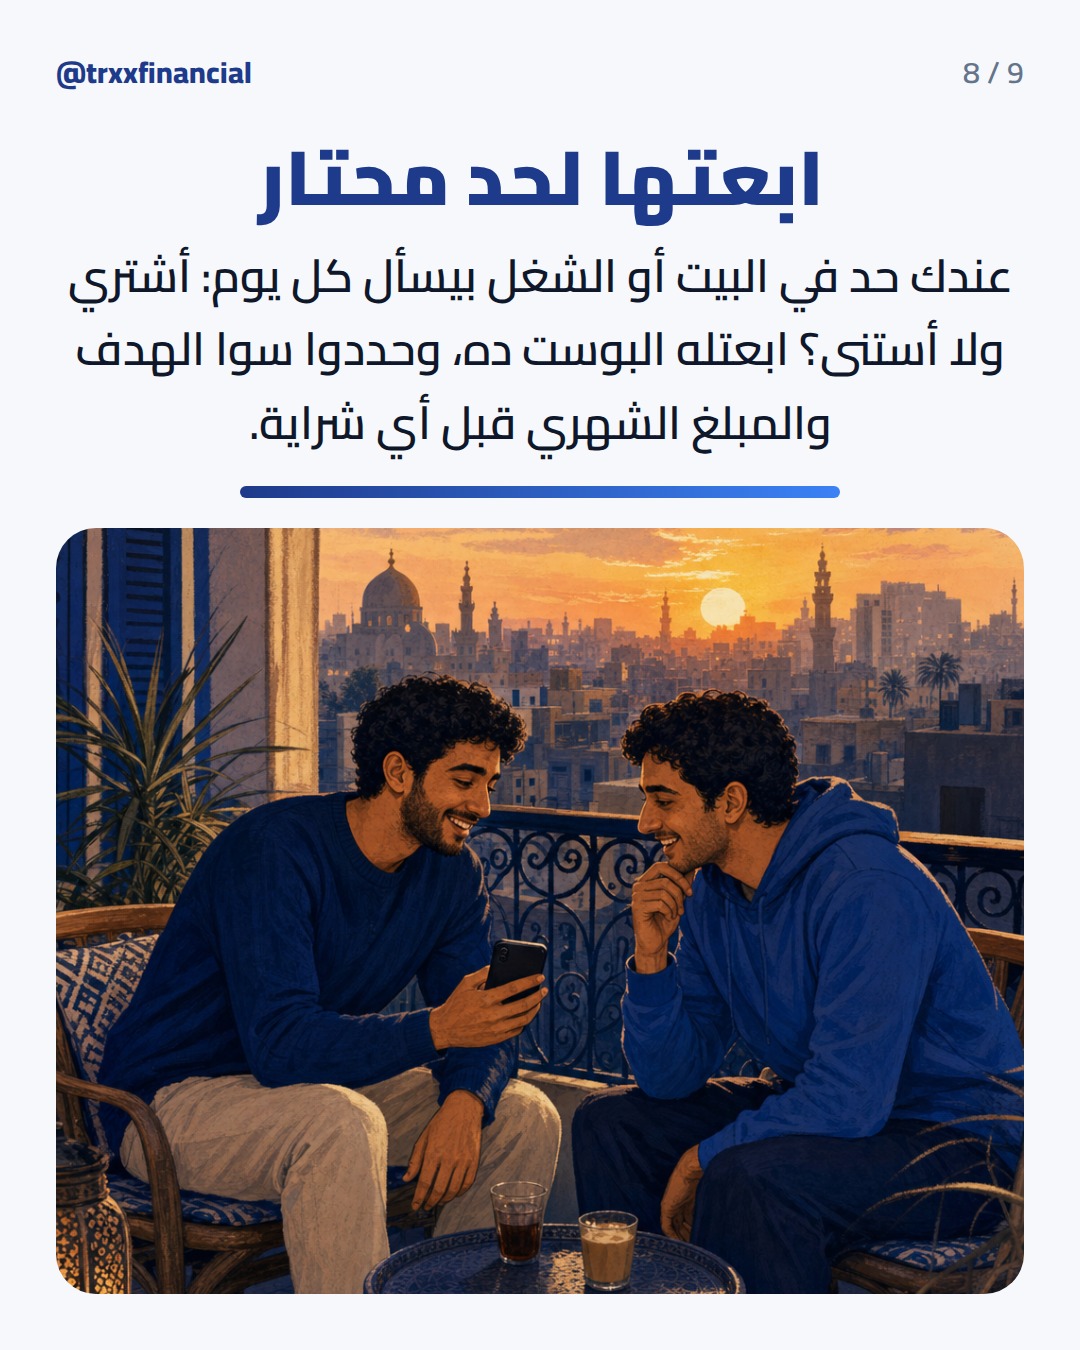 @trxxfinancial
8 / 9
ابعتها لحد محتار
عندك حد في البيت أو الشغل بيسأل كل يوم: أشتري
ولا أستنى؟ ابعتله البوست ده، وحددوا سوا الهدف
والمبلغ الشهري قبل أي شراية.